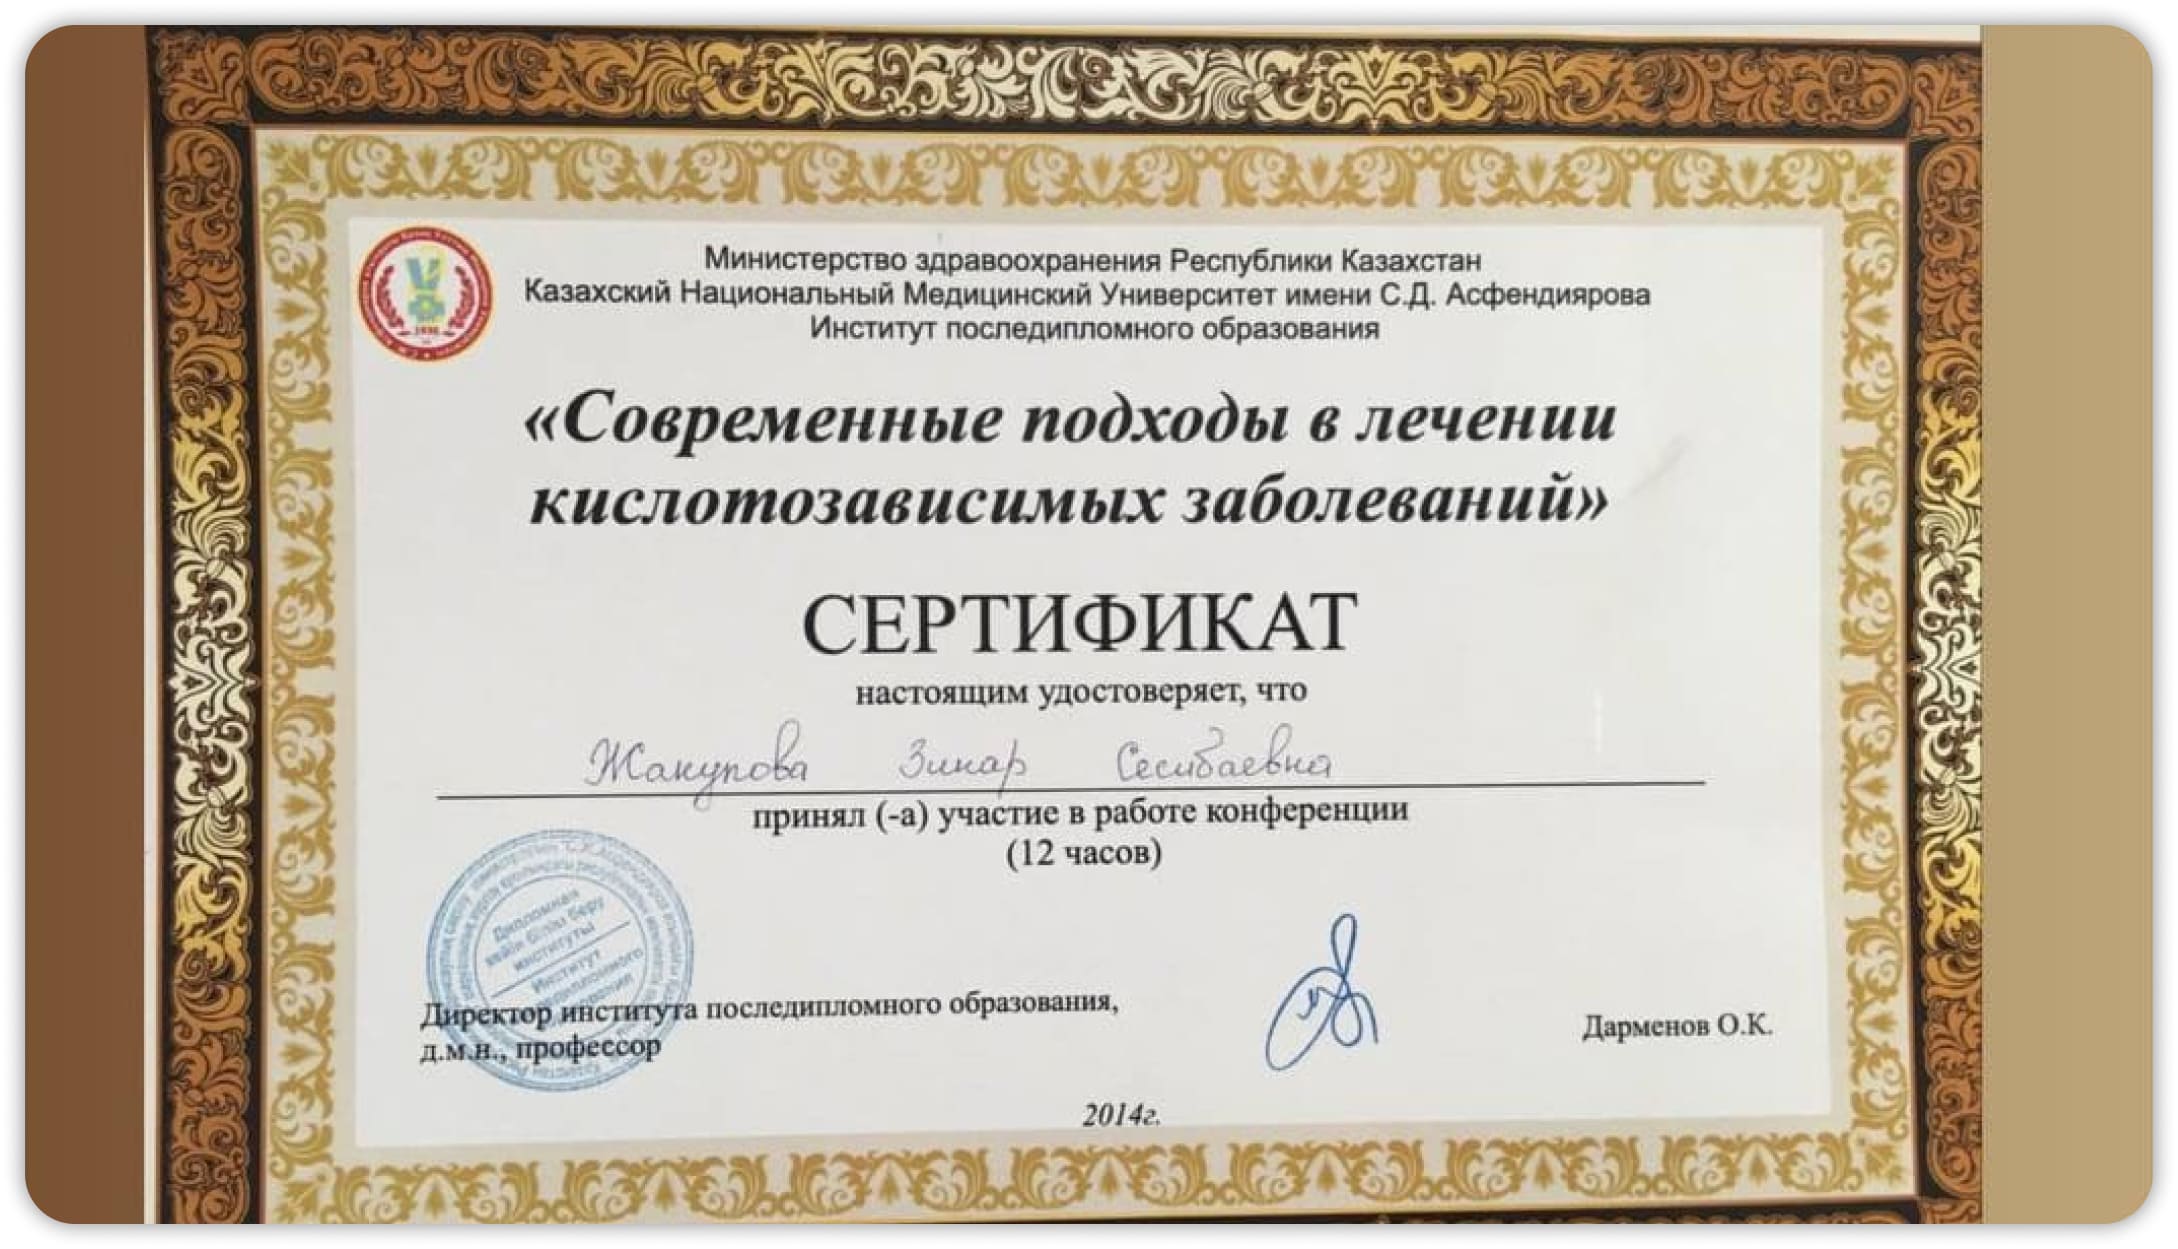 Министерство здравоохранения Республики Казахстан
Казахский Национальный Медицинский Университет имени С.Д. Асфендиярова
Институт последипломного образования
«Современные подходы в лечении
кислотозависимых заболеваний»
СЕРТИФИКАТ
настоящим удостоверяет, что
Жакупова Зинар Сесибаевна
принял (-а) участие в работе конференции
(12 часов)
Дипломнан
кейін білім беру
институты
Институт
последипломного
образования
Директор института последипломного образования,
д.м.н., профессор
Дарменов О.К.
2014г.